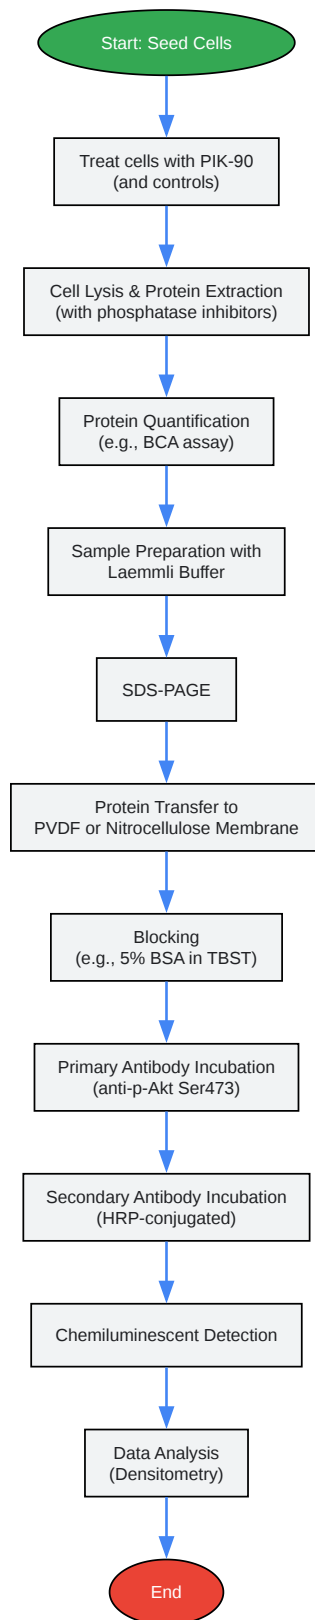 Start: Seed Cells
Treat cells with PIK-90
(and controls)
Cell Lysis & Protein Extraction
(with phosphatase inhibitors)
Protein Quantification
(e.g., BCA assay)
Sample Preparation with
Laemmli Buffer
SDS-PAGE
Protein Transfer to
PVDF or Nitrocellulose Membrane
Blocking
(e.g., 5% BSA in TBST)
Primary Antibody Incubation
(anti-p-Akt Ser473)
Secondary Antibody Incubation
(HRP-conjugated)
Chemiluminescent Detection
Data Analysis
(Densitometry)
End